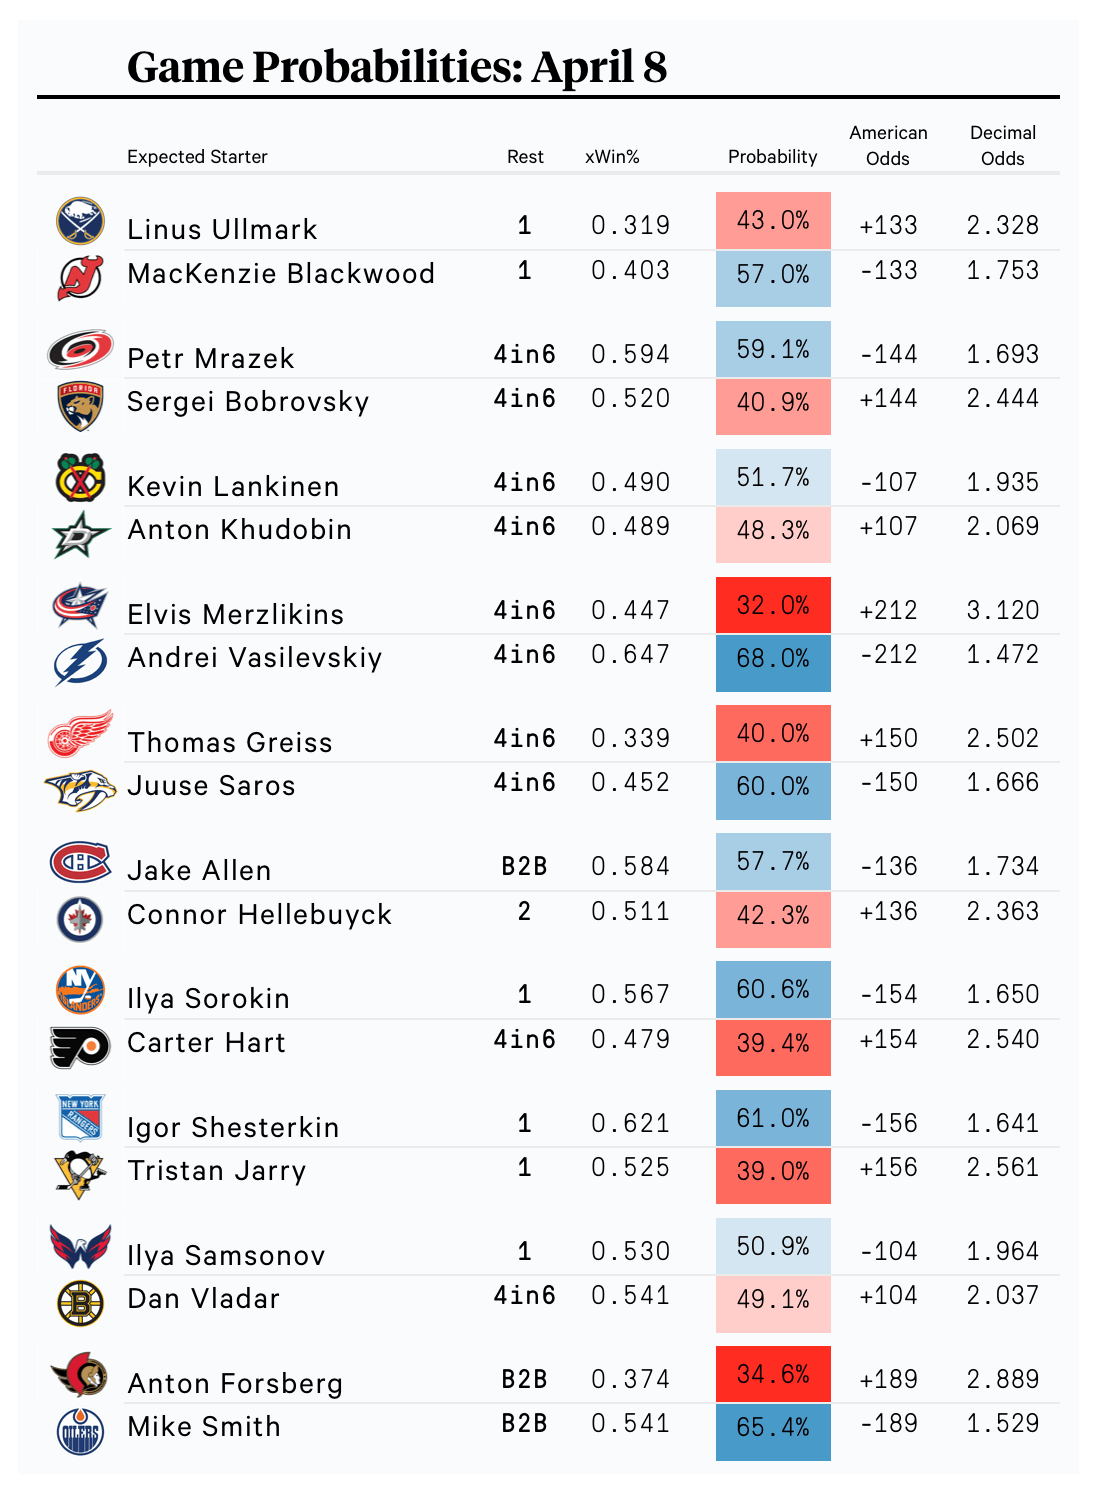 Game Probabilities: April 8
Expected Starter Rest xWin% Probability American Odds Decimal Odds
Linus Ullmark 1 0.319 43.0% +133 2.328
MacKenzie Blackwood 1 0.403 57.0% -133 1.753
Petr Mrazek 4in6 0.594 59.1% -144 1.693
FLORIDA
Sergei Bobrovsky 4in6 0.520 40.9% +144 2.444
Kevin Lankinen 4in6 0.490 51.7% -107 1.935
Anton Khudobin 4in6 0.489 48.3% +107 2.069
Elvis Merzlikins 4in6 0.447 32.0% +212 3.120
Andrei Vasilevskiy 4in6 0.647 68.0% -212 1.472
Thomas Greiss 4in6 0.339 40.0% +150 2.502
Juuse Saros 4in6 0.452 60.0% -150 1.666
Jake Allen B2B 0.584 57.7% -136 1.734
Connor Hellebuyck 2 0.511 42.3% +136 2.363
NY ISLANDERS
Ilya Sorokin 1 0.567 60.6% -154 1.650
Carter Hart 4in6 0.479 39.4% +154 2.540
NEW YORK RANGERS
Igor Shesterkin 1 0.621 61.0% -156 1.641
Tristan Jarry 1 0.525 39.0% +156 2.561
Ilya Samsonov 1 0.530 50.9% -104 1.964
B
Dan Vladar 4in6 0.541 49.1% +104 2.037
Anton Forsberg B2B 0.374 34.6% +189 2.889
OILERS
Mike Smith B2B 0.541 65.4% -189 1.529